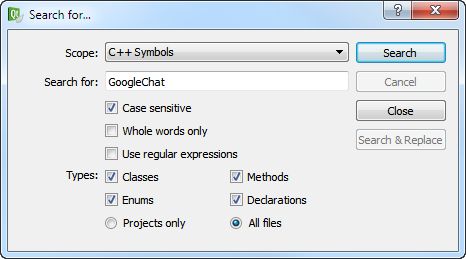 Search for...
Scope: C++ Symbols Search
Search for: GoogleChat Cancel
Case sensitive Close
Whole words only
Use regular expressions Search & Replace
Types: Classes Methods
Enums Declarations
Projects only All files